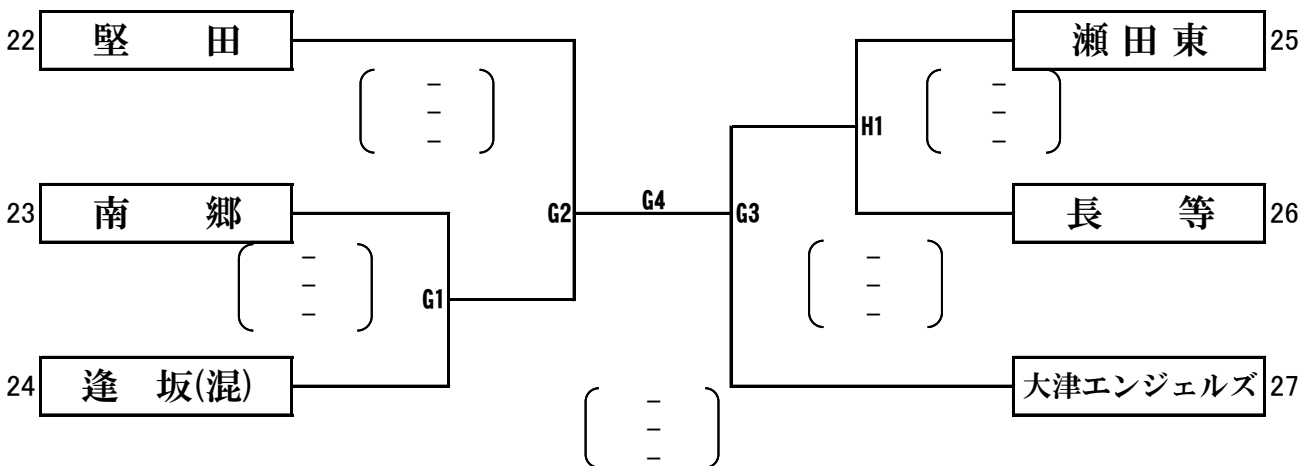 22 堅 田
瀬田東 25
–
–
–
–
–
–
H1
23 南 郷
G2
G4
G3
長 等 26
–
–
–
G1
–
–
–
24 逢 坂(混)
大津エンジェルズ 27
–
–
–